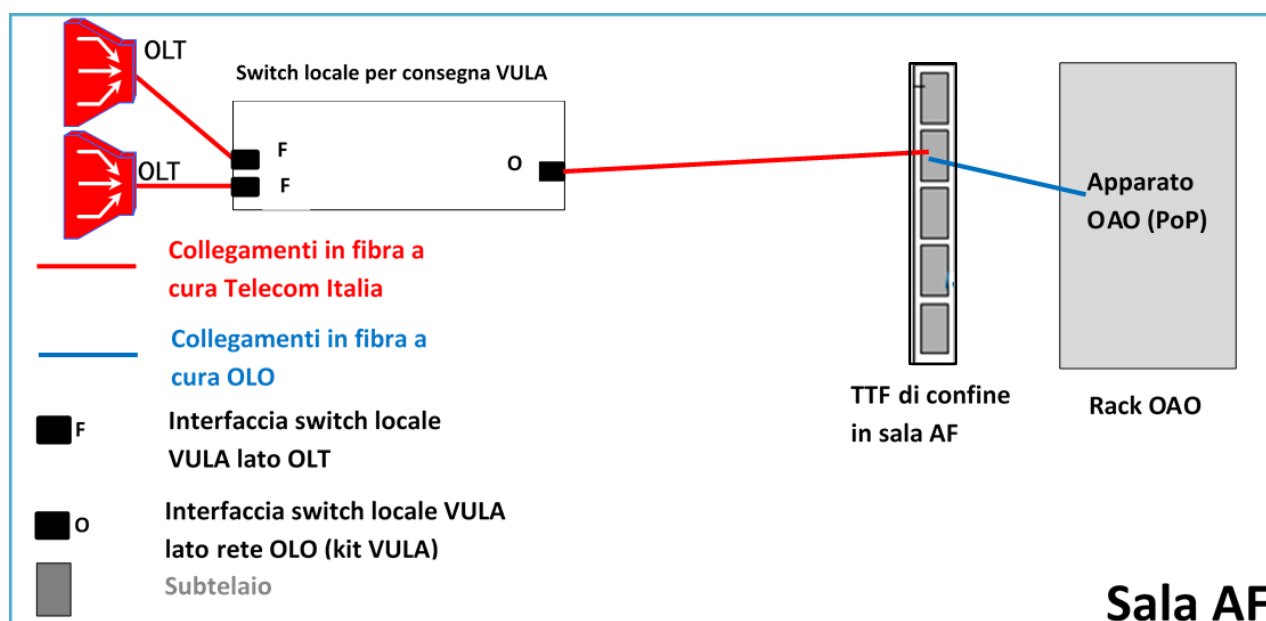 OLT
Switch locale per consegna VULA
F
OLT
F
O
Apparato
OAO (PoP)
Collegamenti in fibra a
cura Telecom Italia
Collegamenti in fibra a
cura OLO
TTF di confine
in sala AF
Rack OAO
F
Interfaccia switch locale
VULA lato OLT
O
Interfaccia switch locale VULA
lato rete OLO (kit VULA)
Subtelaio
Sala AF